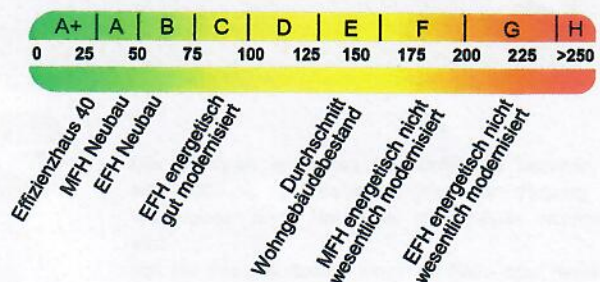 A+ A B C D E F G H
0 25 50 75 100 125 150 175 200 225 >250
Effizienzhaus 40
MFH Neubau
EFH Neubau
EFH energetisch
gut modernisiert
Durchschnitt
Wohngebäudebestand
MFH energetisch nicht
wesentlich modernisiert
EFH energetisch nicht
wesentlich modernisiert